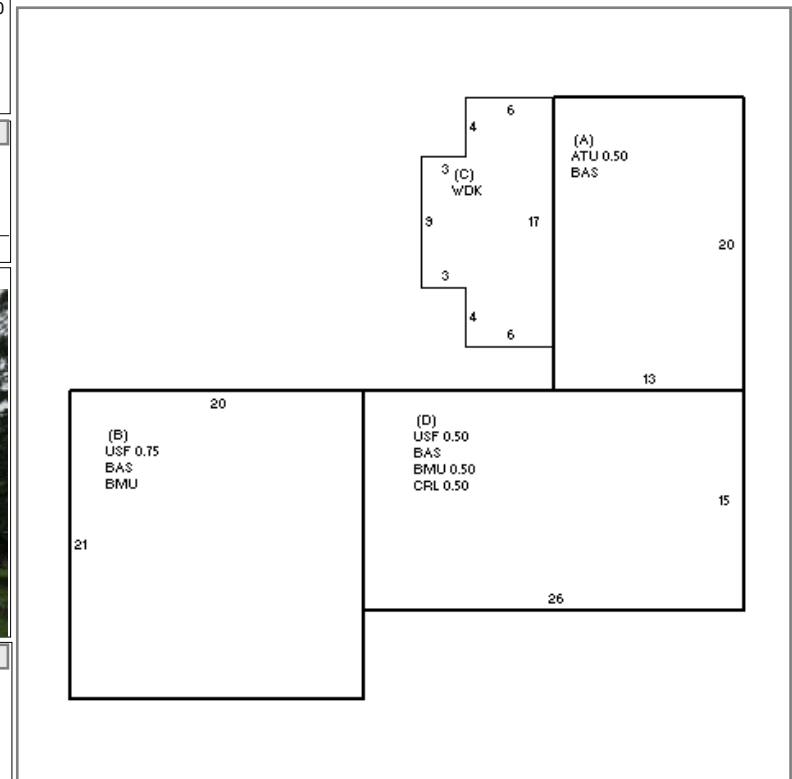 6
4
(A)
ATU 0.50
BAS
3
(C)
WDK
9
17
20
3
4
6
13
20
(B)
USF 0.75
BAS
BMU
(D)
USF 0.50
BAS
BMU 0.50
CRL 0.50
15
21
26